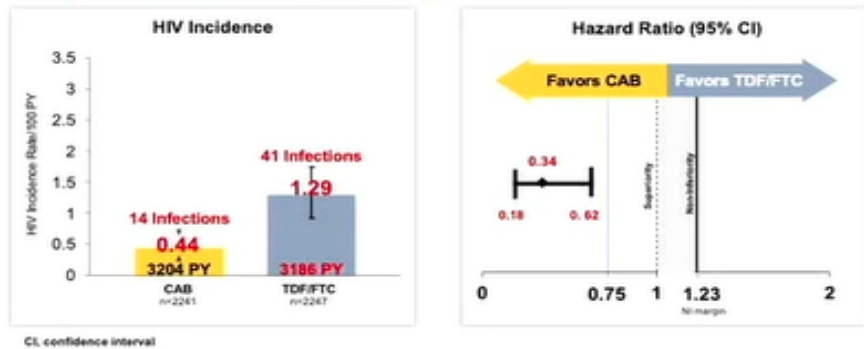 HIV Incidence
HIV Incidence Rate/100 PY
3.5
3
2.5
2
1.5
1
0.5
0
41 Infections
1.29
14 Infections
0.44
3204 PY
3186 PY
CAB
n=2241
TDF/FTC
n=2247
Hazard Ratio (95% CI)
Favors CAB
Favors TDF/FTC
0.34
0.18
0.62
Superiority
Non-Inferiority
0
0.75
1
1.23
2
NI margin
CI, confidence interval